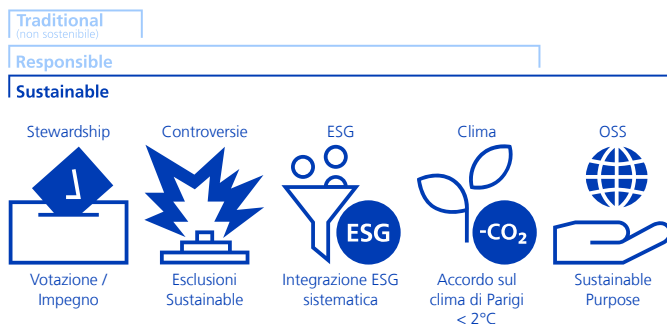 Traditional
(non sostenibile)
Responsible
Sustainable
Stewardship
Controversie
ESG
Clima
OSS
ESG
-CO₂
Votazione /
Impegno
Esclusioni
Sustainable
Integrazione ESG
sistematica
Accordo sul
clima di Parigi
< 2°C
Sustainable
Purpose